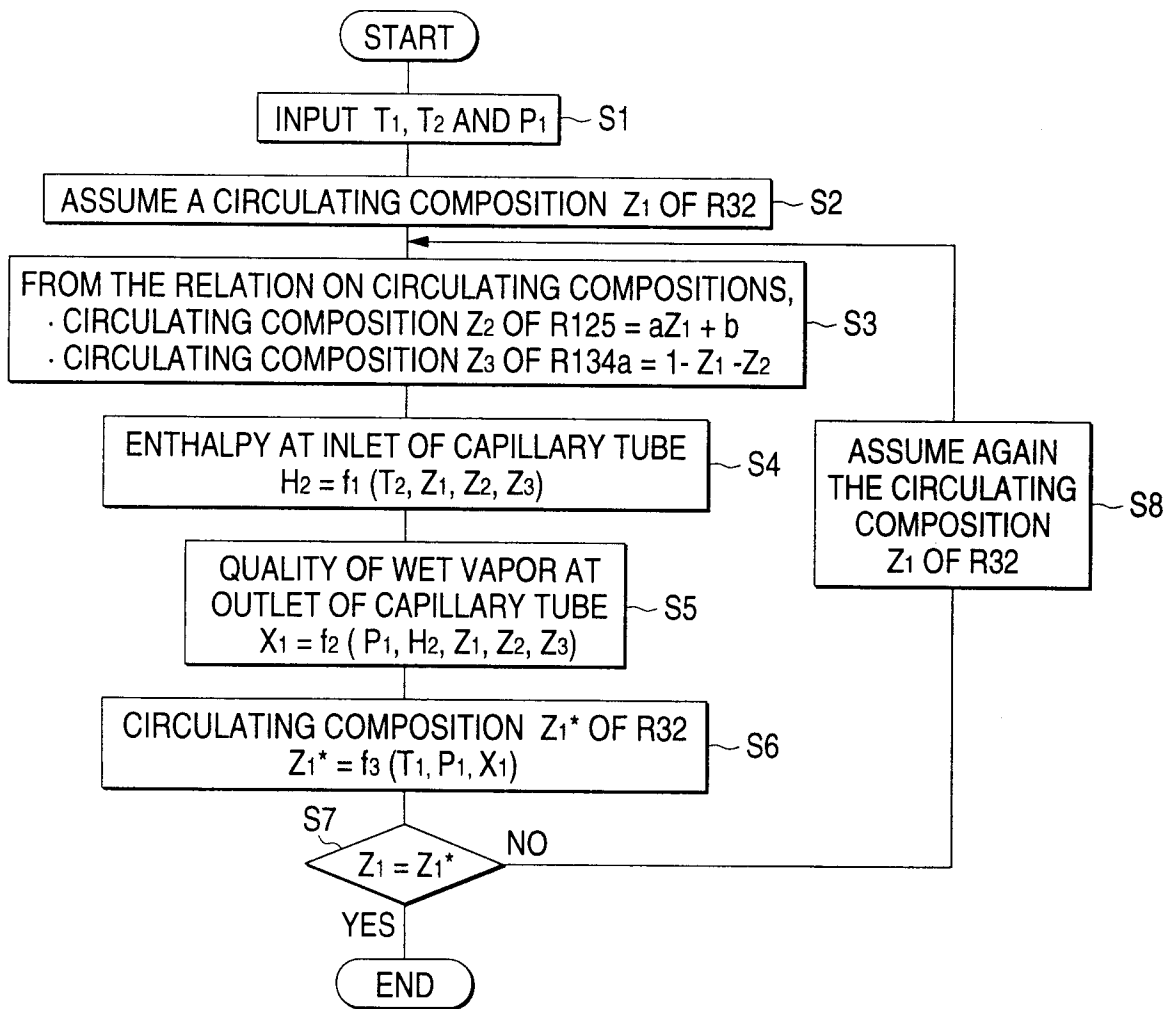 START
INPUT T1, T2 AND P1
S1
ASSUME A CIRCULATING COMPOSITION Z1 OF R32
S2
FROM THE RELATION ON CIRCULATING COMPOSITIONS,
· CIRCULATING COMPOSITION Z2 OF R125 = aZ1 + b
· CIRCULATING COMPOSITION Z3 OF R134a = 1- Z1 -Z2
S3
ENTHALPY AT INLET OF CAPILLARY TUBE
H2 = f1 (T2, Z1, Z2, Z3)
S4
QUALITY OF WET VAPOR AT
OUTLET OF CAPILLARY TUBE
X1 = f2 ( P1, H2, Z1, Z2, Z3)
S5
CIRCULATING COMPOSITION Z1* OF R32
Z1* = f3 (T1, P1, X1)
S6
S7
Z1 = Z1*
NO
YES
END
ASSUME AGAIN
THE CIRCULATING
COMPOSITION
Z1 OF R32
S8